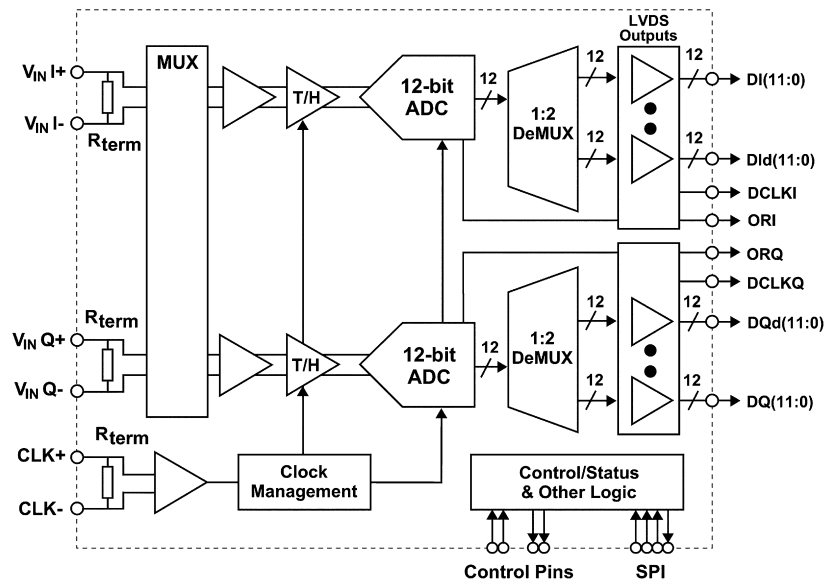 LVDS
Outputs
V_IN I+
V_IN I-
R_term
MUX
T/H
12-bit
ADC
12
1:2
DeMUX
12
12
12
12
DI(11:0)
DId(11:0)
DCLKI
ORI
V_IN Q+
V_IN Q-
R_term
T/H
12-bit
ADC
12
1:2
DeMUX
12
12
12
12
ORQ
DCLKQ
DQd(11:0)
DQ(11:0)
R_term
CLK+
CLK-
Clock
Management
Control/Status
& Other Logic
Control Pins
SPI